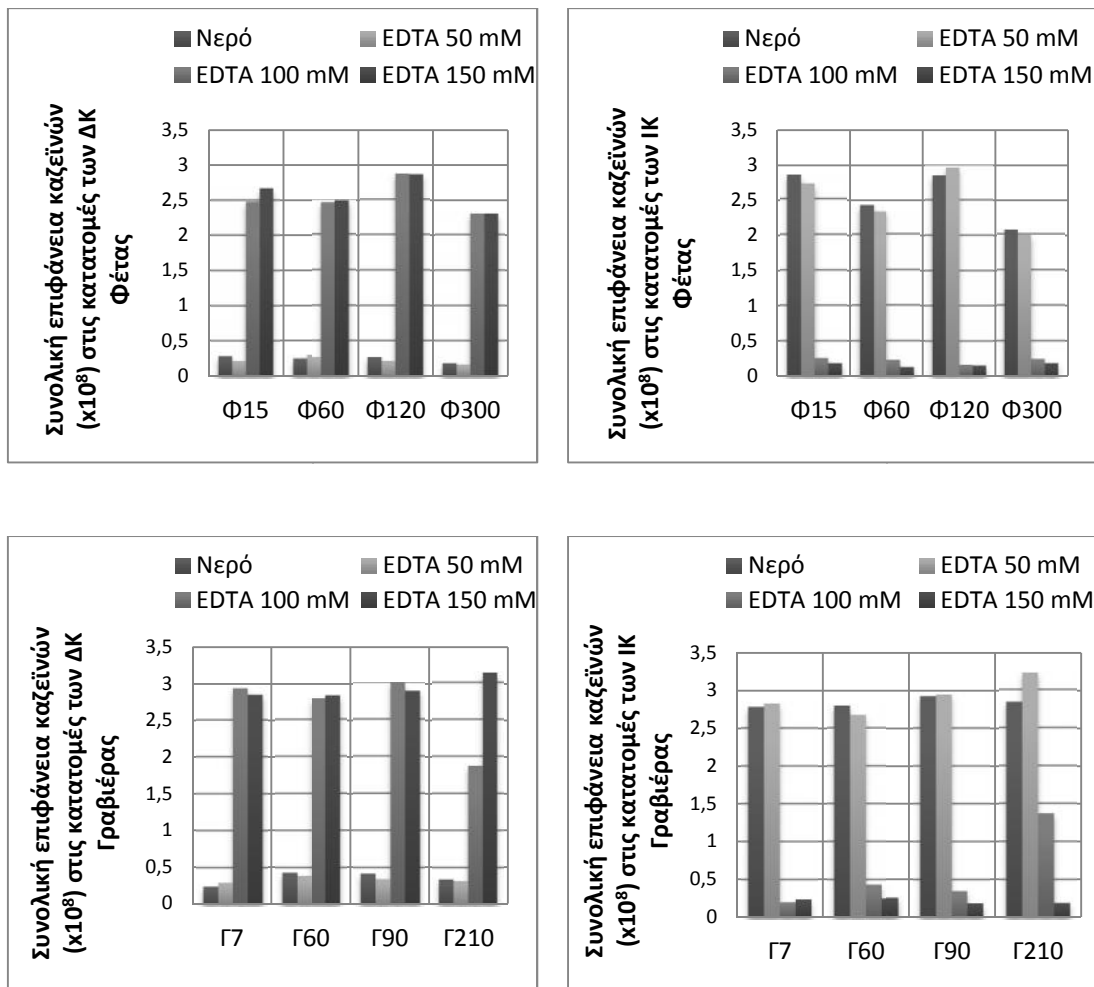 Νερό
EDTA 50 mM
EDTA 100 mM
EDTA 150 mM
Συνολική επιφάνεια καζεϊνών
(x10⁸) στις κατατομές των ΔΚ
Φέτας
3,5
3
2,5
2
1,5
1
0,5
0
Φ15 Φ60 Φ120 Φ300
Νερό
EDTA 50 mM
EDTA 100 mM
EDTA 150 mM
Συνολική επιφάνεια καζεϊνών
(x10⁸) στις κατατομές των ΙΚ
Φέτας
3,5
3
2,5
2
1,5
1
0,5
0
Φ15 Φ60 Φ120 Φ300
Νερό
EDTA 50 mM
EDTA 100 mM
EDTA 150 mM
Συνολική επιφάνεια καζεϊνών
(x10⁸) στις κατατομές των ΔΚ
Γραβιέρας
3,5
3
2,5
2
1,5
1
0,5
0
Γ7 Γ60 Γ90 Γ210
Νερό
EDTA 50 mM
EDTA 100 mM
EDTA 150 mM
Συνολική επιφάνεια καζεϊνών
(x10⁸) στις κατατομές των ΙΚ
Γραβιέρας
3,5
3
2,5
2
1,5
1
0,5
0
Γ7 Γ60 Γ90 Γ210